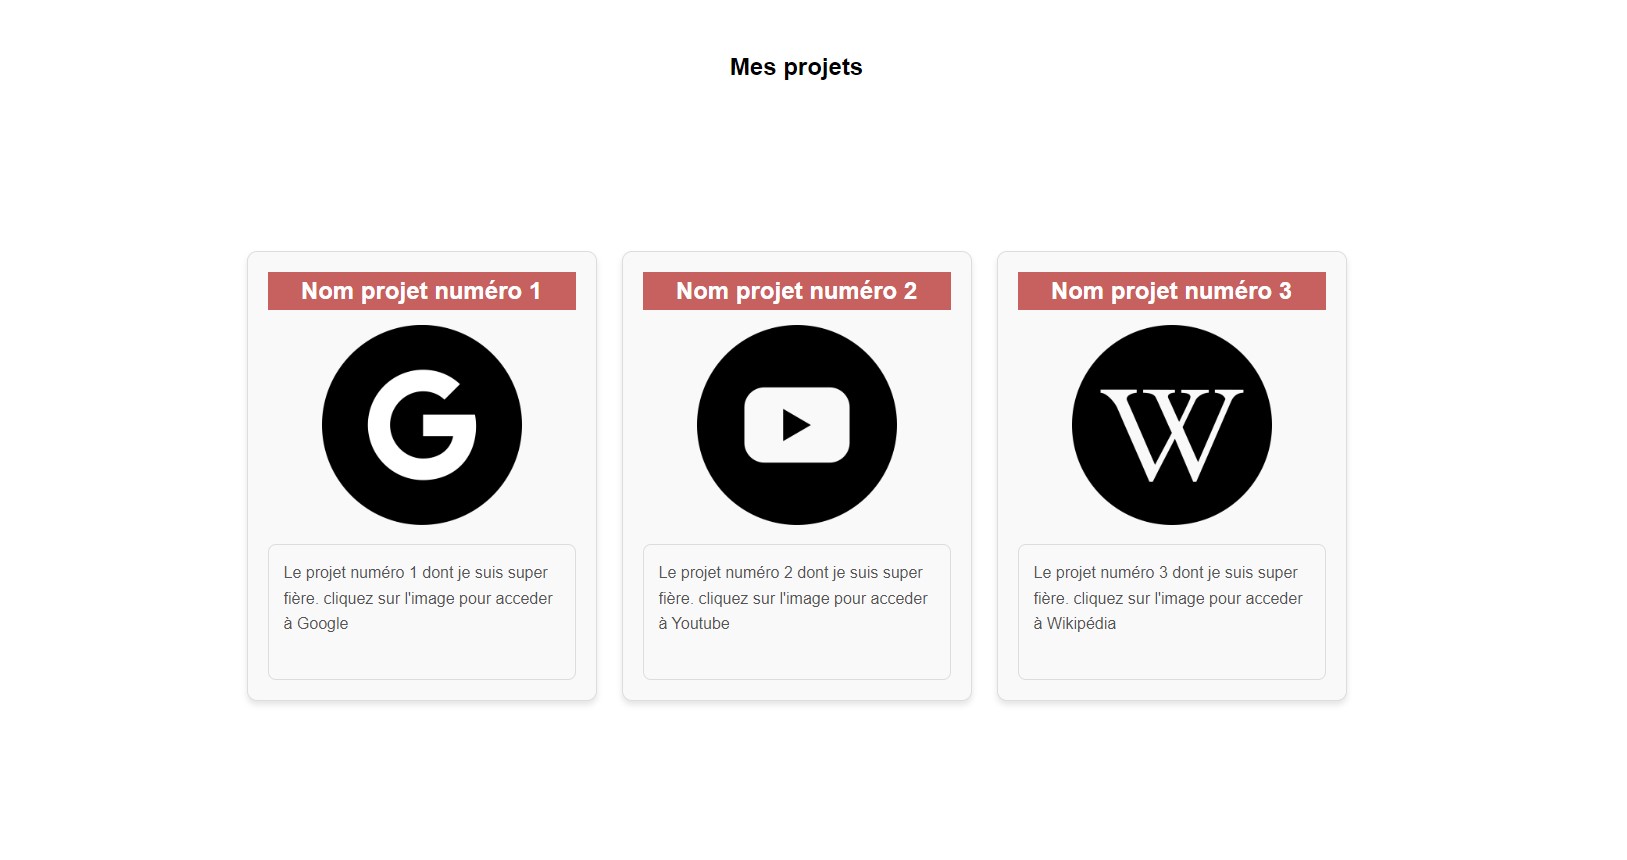 Mes projets
Nom projet numéro 1
Nom projet numéro 2
Nom projet numéro 3
G
W
Le projet numéro 1 dont je suis super
fière. cliquez sur l'image pour acceder
à Google
Le projet numéro 2 dont je suis super
fière. cliquez sur l'image pour acceder
à Youtube
Le projet numéro 3 dont je suis super
fière. cliquez sur l'image pour acceder
à Wikipédia